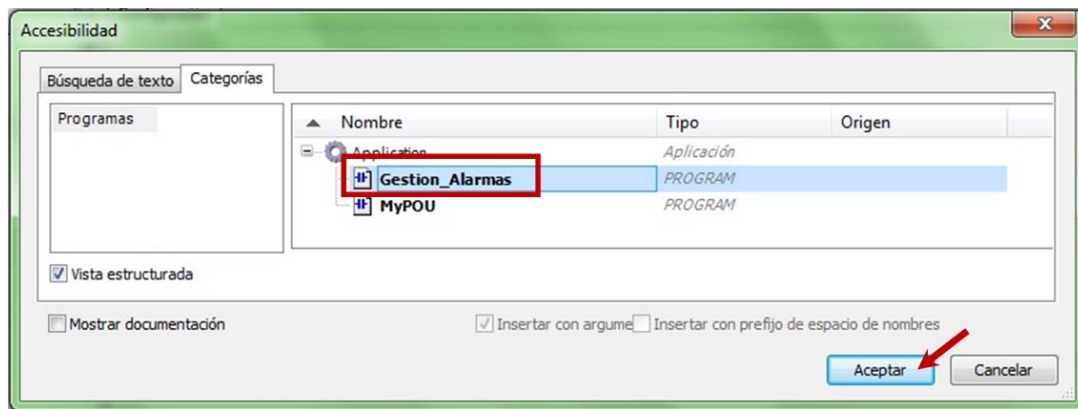 Accesibilidad
Búsqueda de texto Categorías
Programas
Nombre Tipo Origen
Application Aplicación
Gestion_Alarmas PROGRAM
MyPOU PROGRAM
Vista estructurada
Mostrar documentación Insertar con argume Insertar con prefijo de espacio de nombres
Aceptar Cancelar